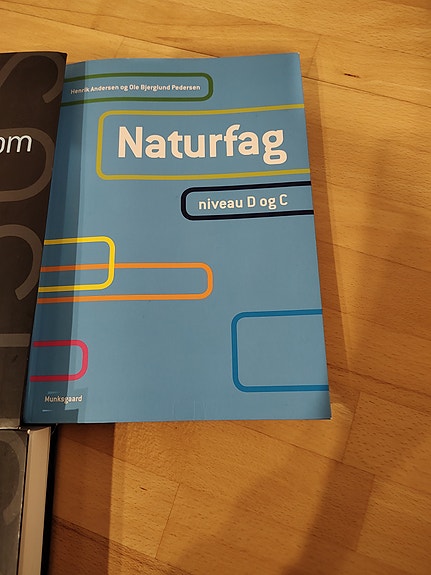 Henrik Andersen og Ole Bjerglund Pedersen
Naturfag
niveau D og C
Munksgaard
om